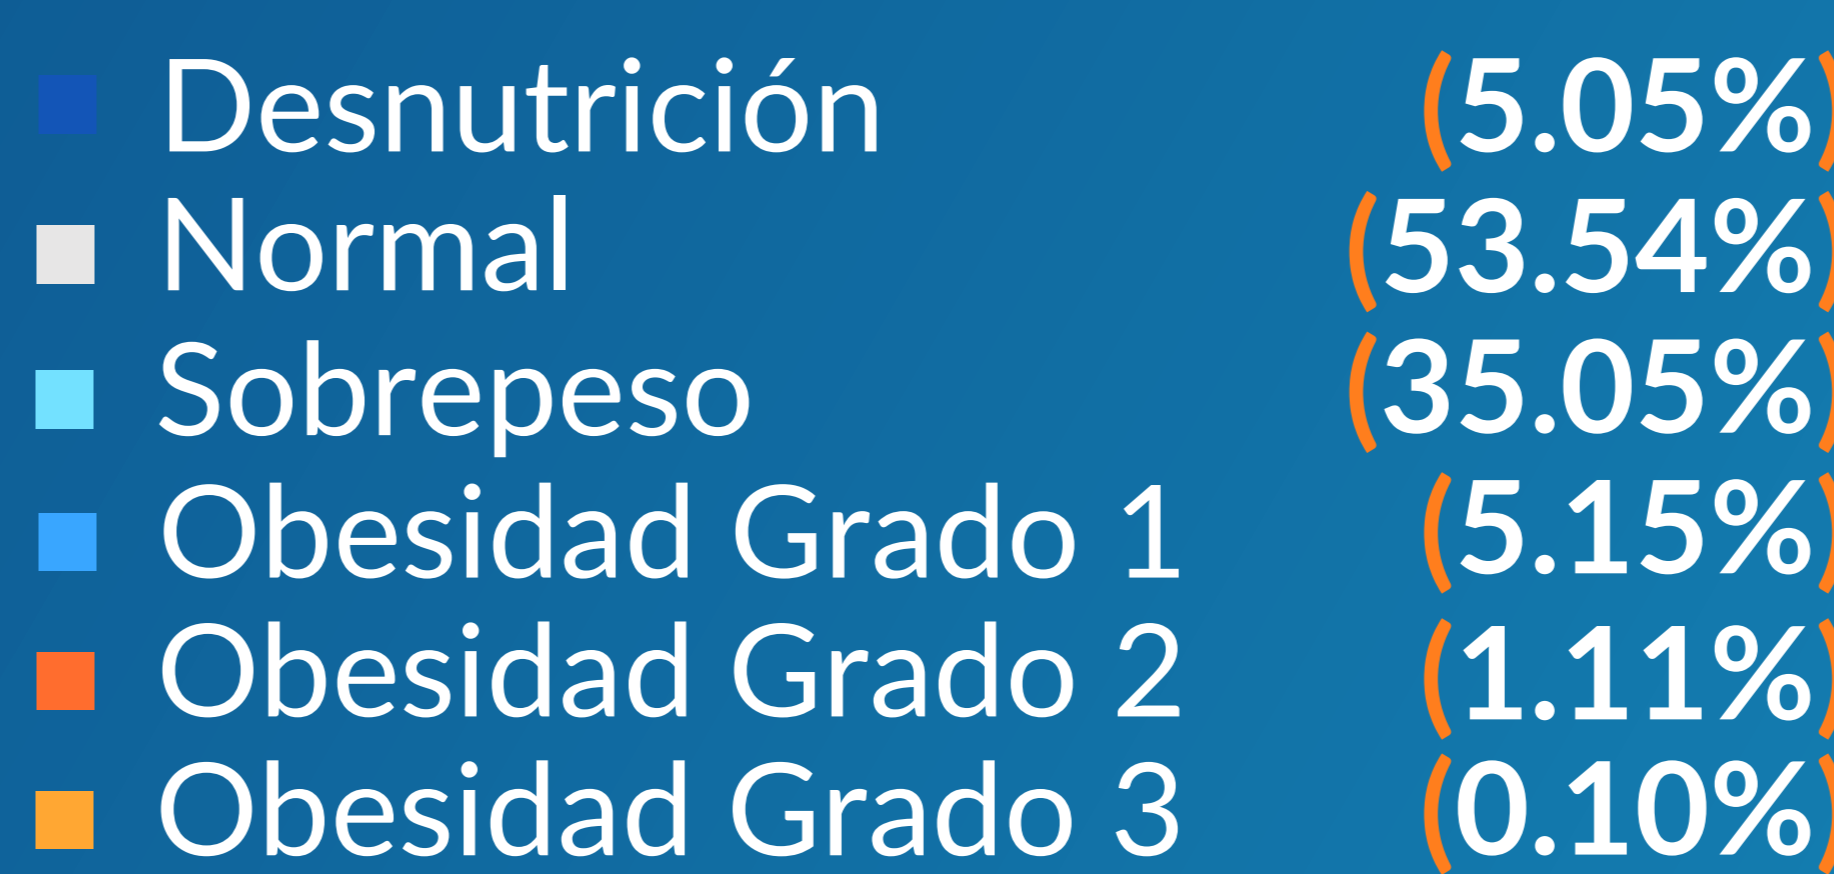 Desnutrición (5.05%)
Normal (53.54%)
Sobrepeso (35.05%)
Obesidad Grado 1 (5.15%)
Obesidad Grado 2 (1.11%)
Obesidad Grado 3 (0.10%)